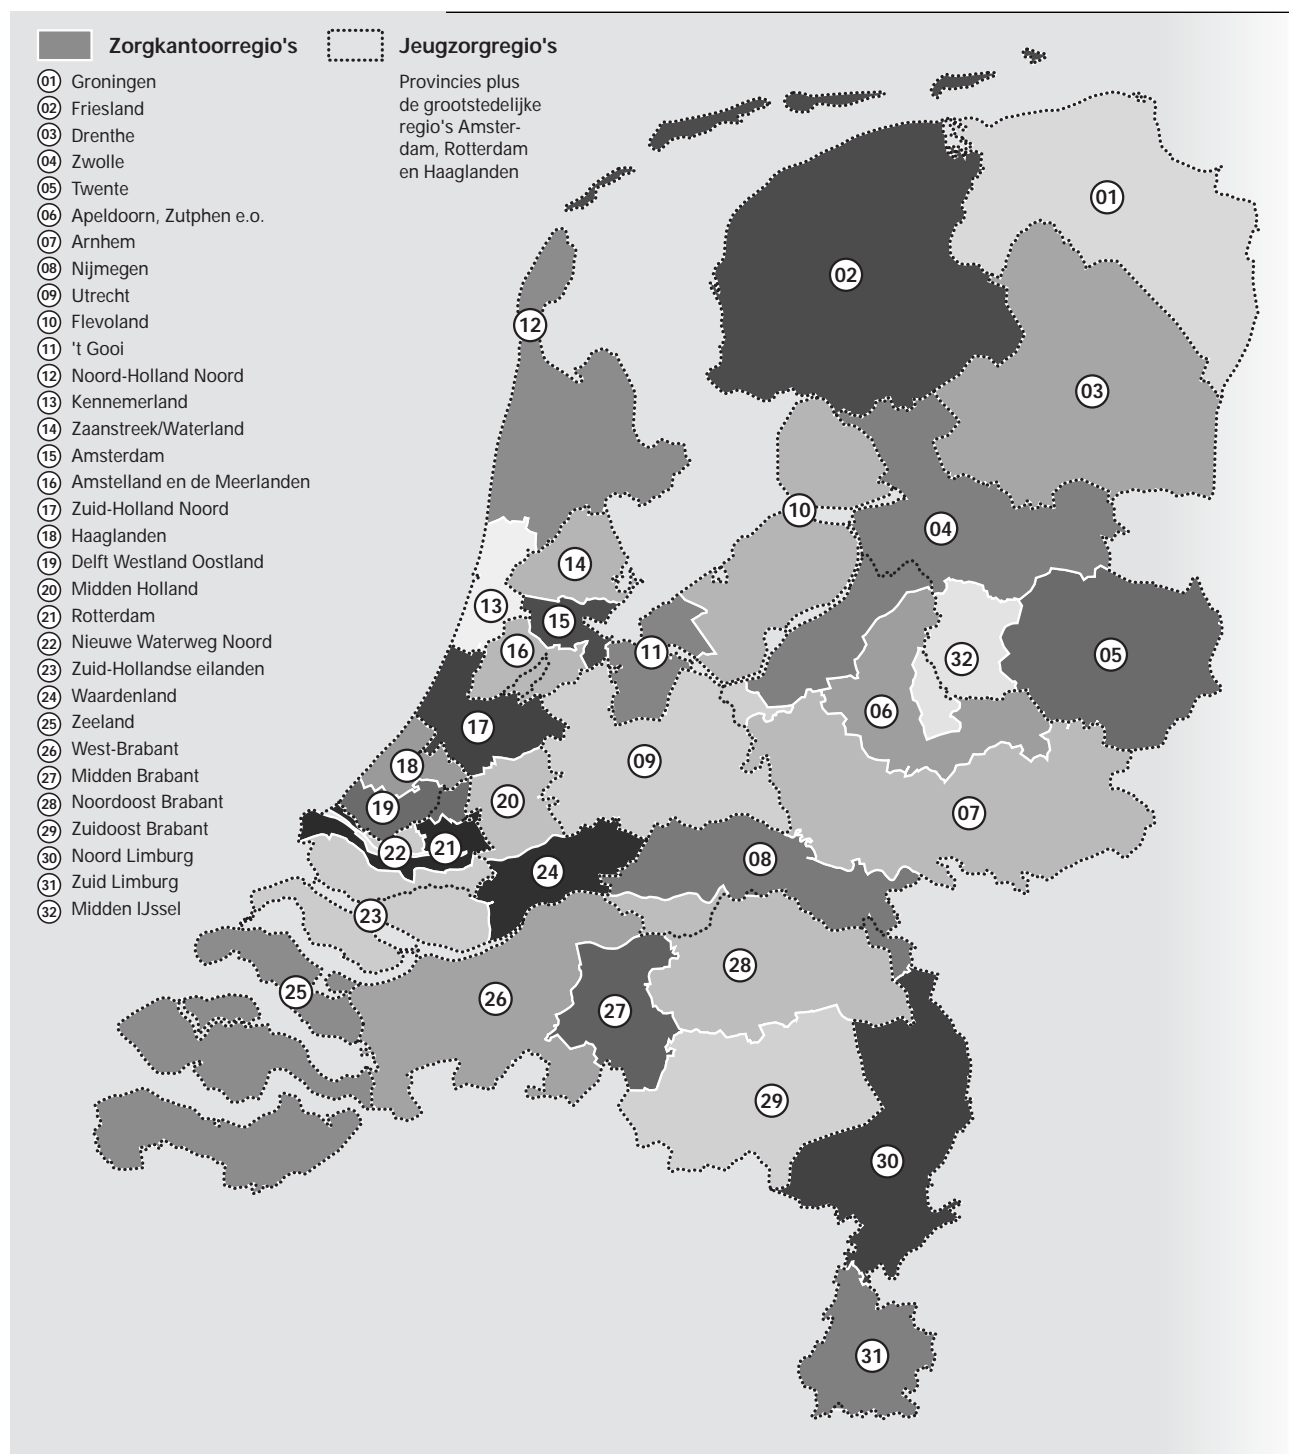 Zorgkantoorregio's
01 Groningen
02 Friesland
03 Drenthe
04 Zwolle
05 Twente
06 Apeldoorn, Zutphen e.o.
07 Arnhem
08 Nijmegen
09 Utrecht
10 Flevoland
11 't Gooi
12 Noord-Holland Noord
13 Kennemerland
14 Zaanstreek/Waterland
15 Amsterdam
16 Amstelland en de Meerlanden
17 Zuid-Holland Noord
18 Haaglanden
19 Delft Westland Oostland
20 Midden Holland
21 Rotterdam
22 Nieuwe Waterweg Noord
23 Zuid-Hollandse eilanden
24 Waardenland
25 Zeeland
26 West-Brabant
27 Midden Brabant
28 Noordoost Brabant
29 Zuidoost Brabant
30 Noord Limburg
31 Zuid Limburg
32 Midden IJssel
Jeugzorgregio's
Provincies plus
de grootstedelijke
regio's Amster-
dam, Rotterdam
en Haaglanden
01
02
12
03
10
04
14
13
15
16
11
32
05
06
17
09
18
19
20
07
22
21
08
24
23
28
25
26
27
29
30
31